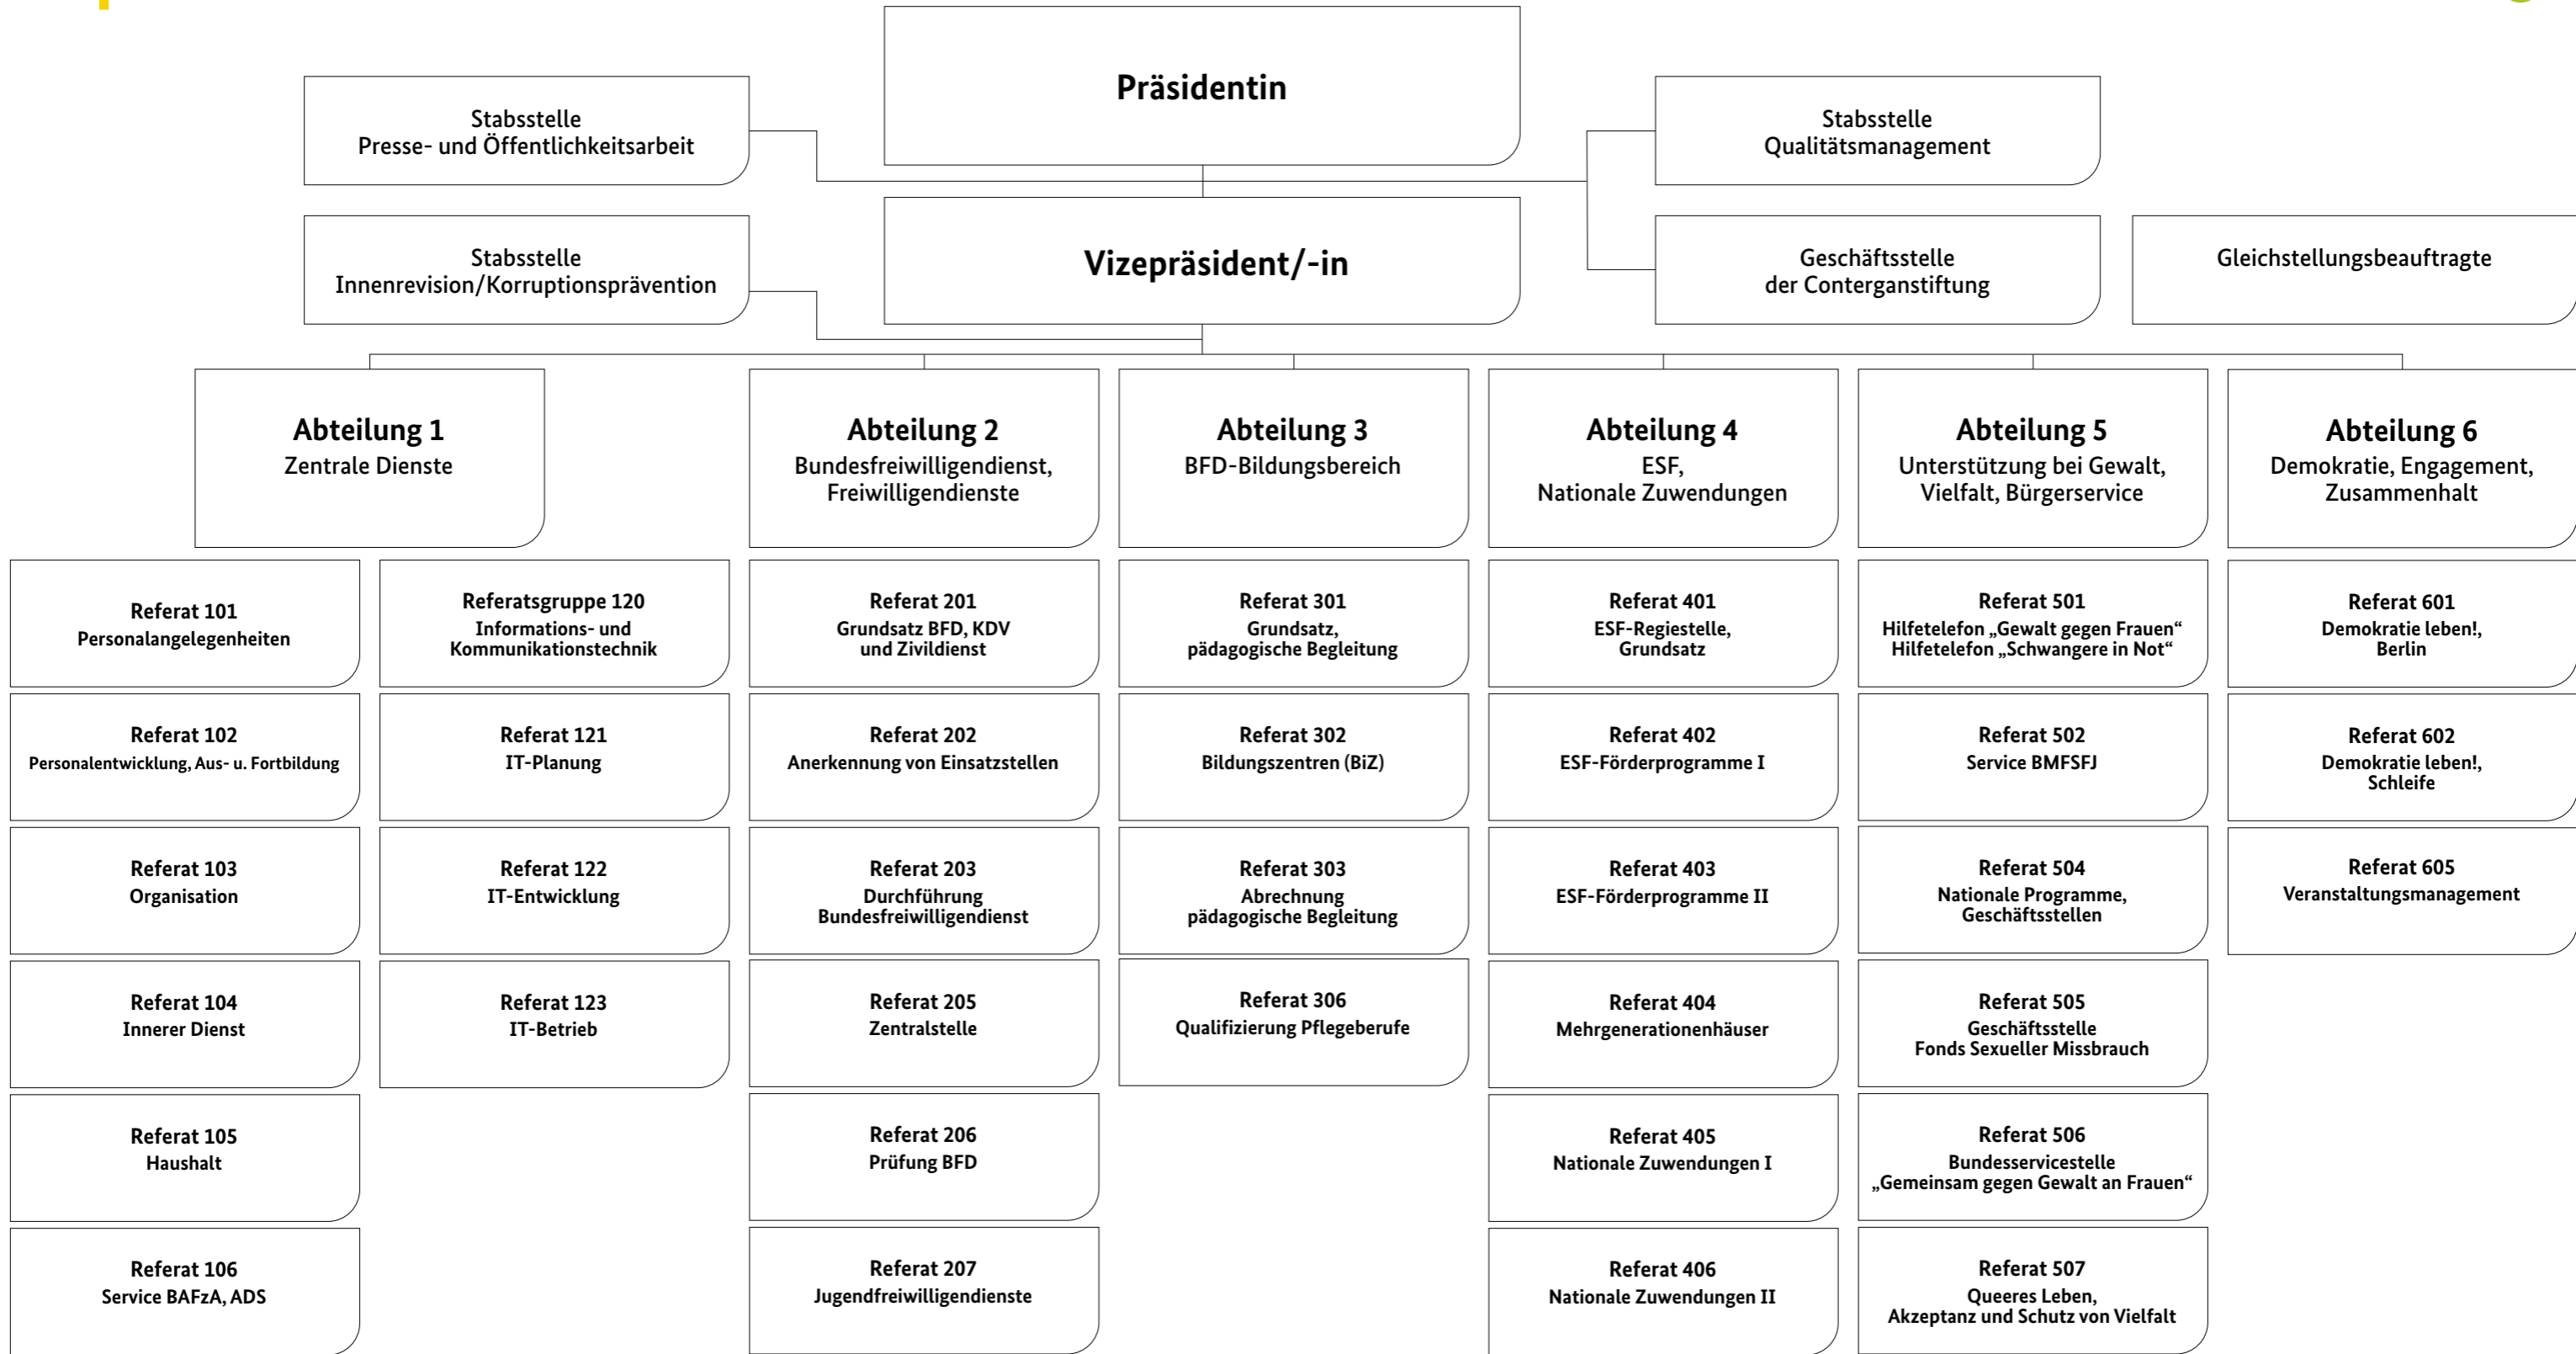 Präsidentin
Stabsstelle
Presse- und Öffentlichkeitsarbeit
Stabsstelle
Qualitätsmanagement
Vizepräsident/-in
Stabsstelle
Innenrevision/Korruptionsprävention
Geschäftsstelle
der Conterganstiftung
Gleichstellungsbeauftragte
Abteilung 1
Zentrale Dienste
Abteilung 2
Bundesfreiwilligendienst,
Freiwilligendienste
Abteilung 3
BFD-Bildungsbereich
Abteilung 4
ESF,
Nationale Zuwendungen
Abteilung 5
Unterstützung bei Gewalt,
Vielfalt, Bürgerservice
Abteilung 6
Demokratie, Engagement,
Zusammenhalt
Referat 101
Personalangelegenheiten
Referatsgruppe 120
Informations- und
Kommunikationstechnik
Referat 201
Grundsatz BFD, KDV
und Zivildienst
Referat 301
Grundsatz,
pädagogische Begleitung
Referat 401
ESF-Regiestelle,
Grundsatz
Referat 501
Hilfetelefon „Gewalt gegen Frauen“
Hilfetelefon „Schwangere in Not“
Referat 601
Demokratie leben!,
Berlin
Referat 102
Personalentwicklung, Aus- u. Fortbildung
Referat 121
IT-Planung
Referat 202
Anerkennung von Einsatzstellen
Referat 302
Bildungszentren (BiZ)
Referat 402
ESF-Förderprogramme I
Referat 502
Service BMFSFJ
Referat 602
Demokratie leben!,
Schleife
Referat 103
Organisation
Referat 122
IT-Entwicklung
Referat 203
Durchführung
Bundesfreiwilligendienst
Referat 303
Abrechnung
pädagogische Begleitung
Referat 403
ESF-Förderprogramme II
Referat 504
Nationale Programme,
Geschäftsstellen
Referat 605
Veranstaltungsmanagement
Referat 104
Innerer Dienst
Referat 123
IT-Betrieb
Referat 205
Zentralstelle
Referat 306
Qualifizierung Pflegeberufe
Referat 404
Mehrgenerationenhäuser
Referat 505
Geschäftsstelle
Fonds Sexueller Missbrauch
Referat 105
Haushalt
Referat 206
Prüfung BFD
Referat 405
Nationale Zuwendungen I
Referat 506
Bundesservicestelle
„Gemeinsam gegen Gewalt an Frauen“
Referat 106
Service BAFzA, ADS
Referat 207
Jugendfreiwilligendienste
Referat 406
Nationale Zuwendungen II
Referat 507
Queeres Leben,
Akzeptanz und Schutz von Vielfalt